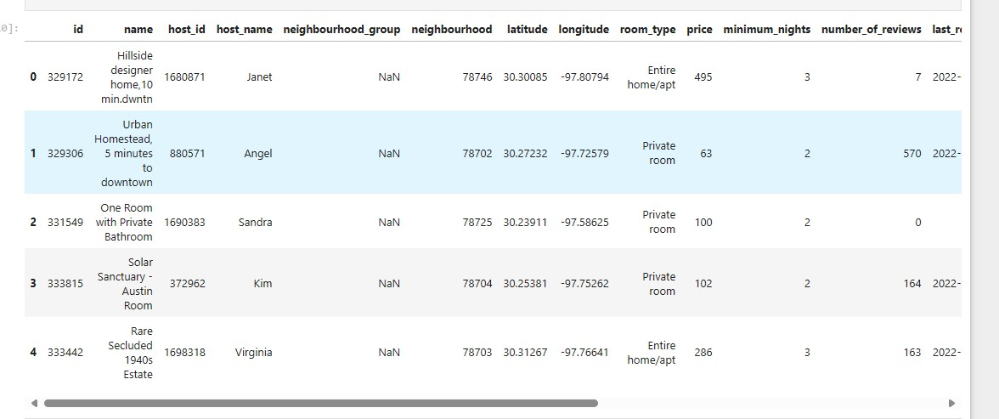 id name host_id host_name neighbourhood_group neighbourhood latitude longitude room_type price minimum_nights number_of_reviews
0 329172 Hillside designer home,10 min.dwntn 1680871 Janet NaN 78746 30.30085 -97.80794 Entire home/apt 495 3 7 2022-
1 329306 Urban Homestead, 5 minutes to downtown 880571 Angel NaN 78702 30.27232 -97.72579 Private room 63 2 570 2022-
2 331549 One Room with Private Bathroom 1690383 Sandra NaN 78725 30.23911 -97.58625 Private room 100 2 0
3 333815 Solar Sanctuary - Austin Room 372962 Kim NaN 78704 30.25381 -97.75262 Private room 102 2 164 2022-
4 333442 Rare Secluded 1940s Estate 1698318 Virginia NaN 78703 30.31267 -97.76641 Entire home/apt 286 3 163 2022-